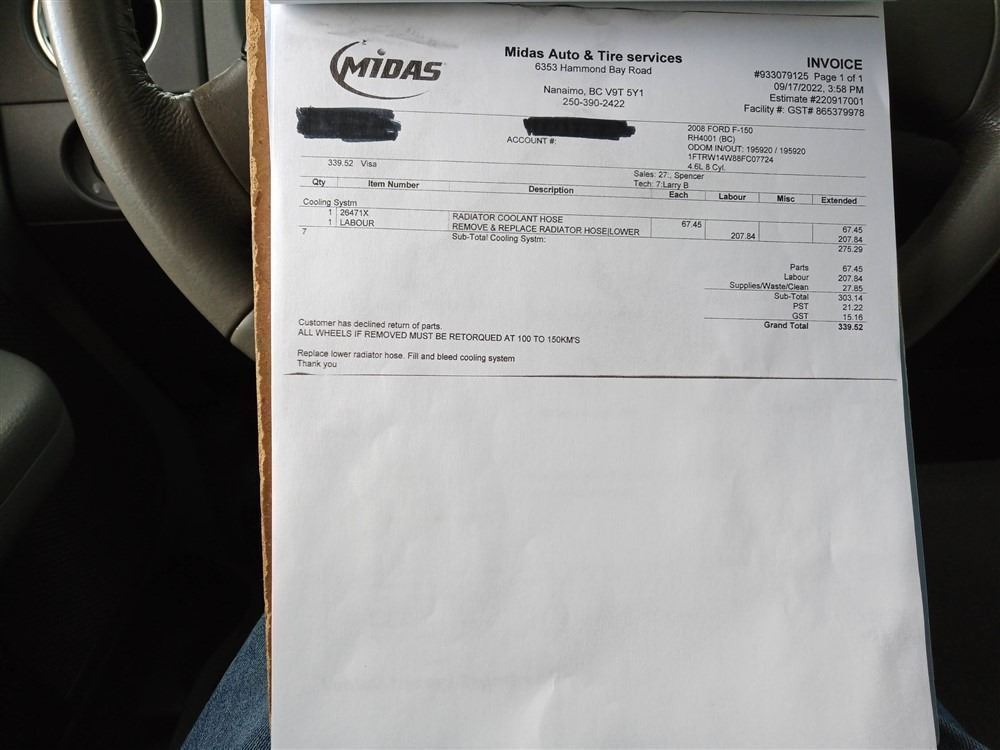 MIDAS
Midas Auto & Tire services
6353 Hammond Bay Road
Nanaimo, BC V9T 5Y1
250-390-2422
INVOICE
#933079125 Page 1 of 1
09/17/2022, 3:58 PM
Estimate #220917001
Facility #: GST# 865379978
ACCOUNT #:
2008 FORD F-150
RH4001 (BC)
ODOM IN/OUT: 195920 / 195920
1FTRW14W88FC07724
4.6L 8 Cyl.
339.52 Visa
Sales: 27:, Spencer
Tech: 7:Larry B
Qty Item Number Description Each Labour Misc Extended
Cooling Systm
1 26471X RADIATOR COOLANT HOSE 67.45 67.45
1 LABOUR REMOVE & REPLACE RADIATOR HOSE|LOWER 207.84 207.84
7 Sub-Total Cooling Systm: 275.29
Parts 67.45
Labour 207.84
Supplies/Waste/Clean 27.85
Sub-Total 303.14
PST 21.22
GST 15.16
Grand Total 339.52
Customer has declined return of parts.
ALL WHEELS IF REMOVED MUST BE RETORQUED AT 100 TO 150KM'S
Replace lower radiator hose. Fill and bleed cooling system
Thank you